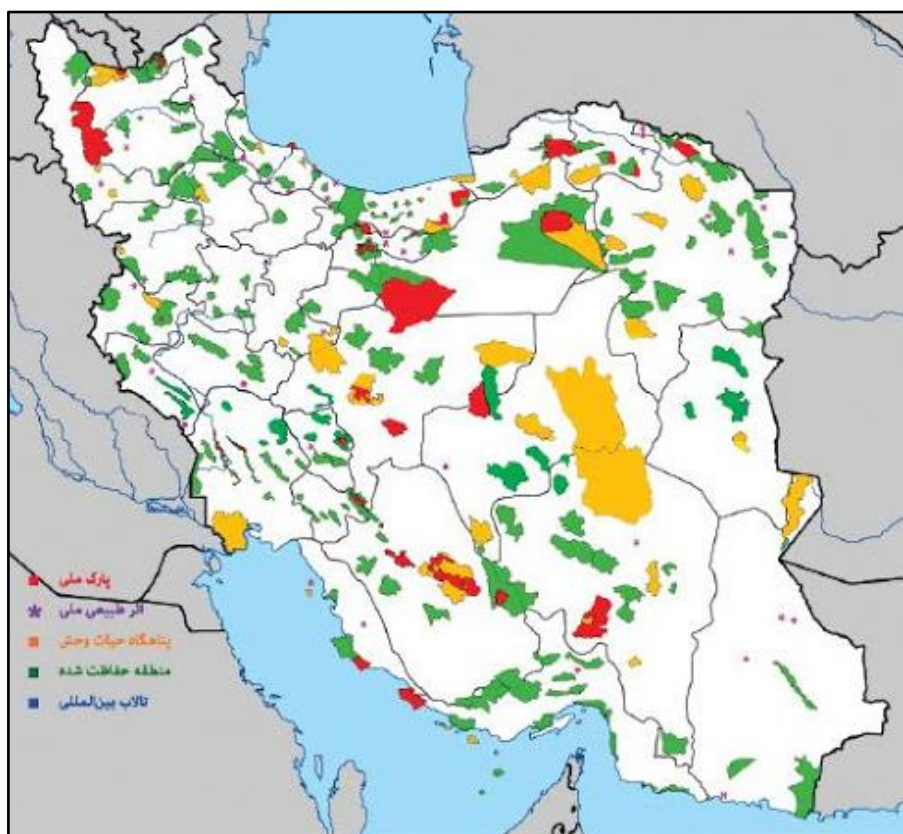 پارک ملی
اثر طبیعی ملی
پناهگاه حیات وحش
منطقه حفاظت شده
تالاب بین‌المللی